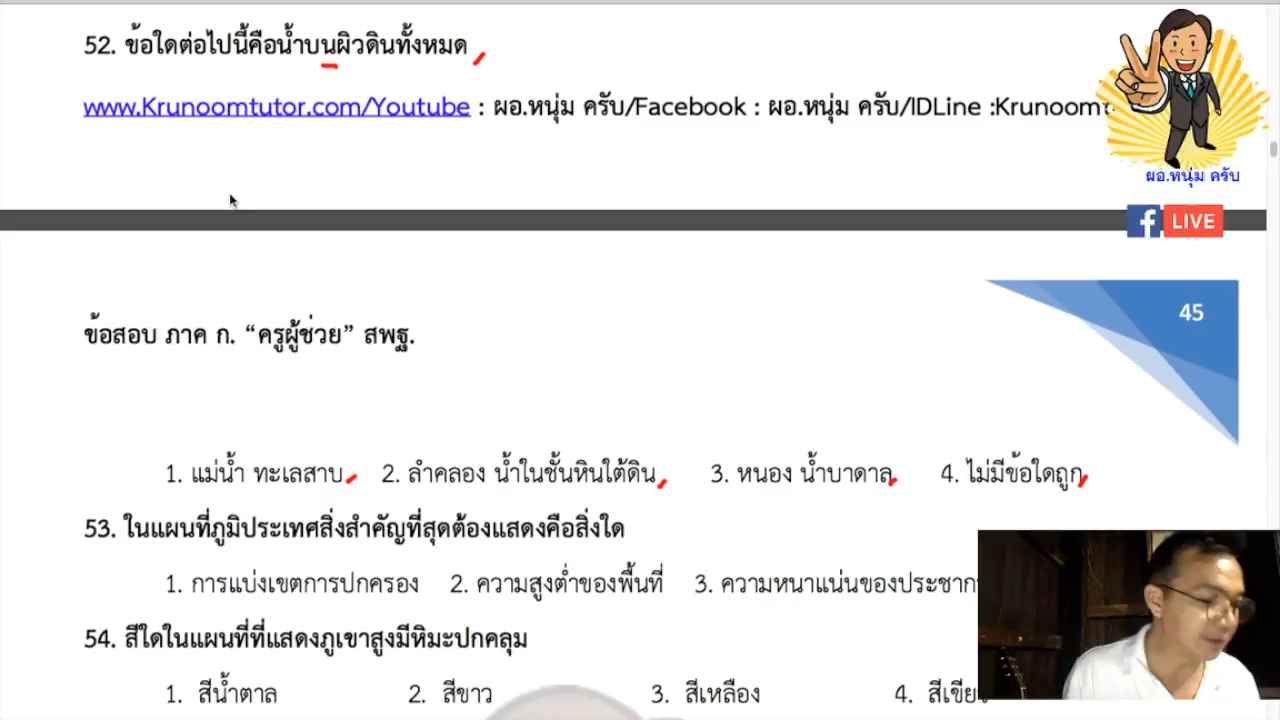 52. ข้อใดต่อไปนี้คือน้ำบนผิวดินทั้งหมด
www.Krunoomtutor.com/Youtube : ผอ.หนุ่ม ครับ/Facebook : ผอ.หนุ่ม ครับ/IDLine :Krunoom
ผอ.หนุ่ม ครับ
f LIVE
45
ข้อสอบ ภาค ก. “ครูผู้ช่วย” สพฐ.
1. แม่น้ำ ทะเลสาบ 2. ลำคลอง น้ำในชั้นหินใต้ดิน 3. หนอง น้ำบาดาล 4. ไม่มีข้อใดถูก
53. ในแผนที่ภูมิประเทศสิ่งสำคัญที่สุดต้องแสดงคือสิ่งใด
1. การแบ่งเขตการปกครอง 2. ความสูงต่ำของพื้นที่ 3. ความหนาแน่นของประชากร
54. สีใดในแผนที่ที่แสดงภูเขาสูงมีหิมะปกคลุม
1. สีน้ำตาล 2. สีขาว 3. สีเหลือง 4. สีเขียว